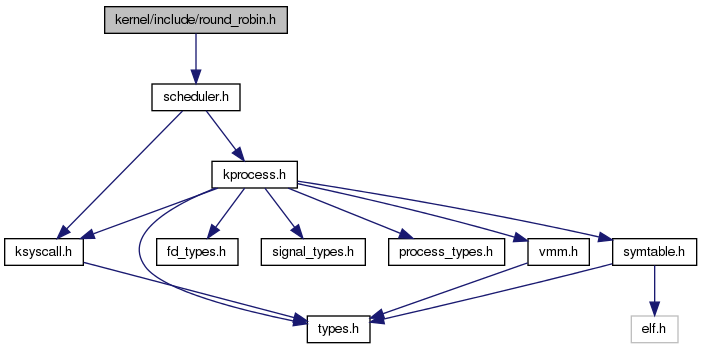 kernel/include/round_robin.h
scheduler.h
kprocess.h
ksyscall.h
fd_types.h
signal_types.h
process_types.h
vmm.h
symtable.h
types.h
elf.h